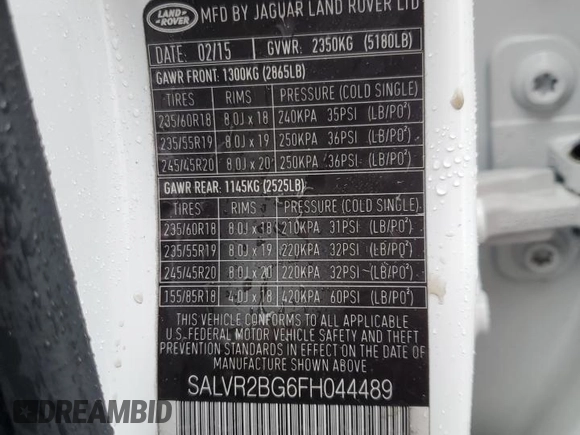 LAND ROVER MFD BY JAGUAR LAND ROVER LTD
DATE: 02/15 GVWR: 2350KG (5180LB)
GAWR FRONT: 1300KG (2865LB)
TIRES RIMS PRESSURE (COLD SINGLE)
235/60R18 8.0J x 18 240KPA 35PSI (LB/PO²)
235/55R19 8.0J x 19 250KPA 36PSI (LB/PO²)
245/45R20 8.0J x 20 250KPA 36PSI (LB/PO²)
GAWR REAR: 1145KG (2525LB)
TIRES RIMS PRESSURE (COLD SINGLE)
235/60R18 8.0J x 18 210KPA 31PSI (LB/PO²)
235/55R19 8.0J x 19 220KPA 32PSI (LB/PO²)
245/45R20 8.0J x 20 220KPA 32PSI (LB/PO²)
155/85R18 4.0J x 18 420KPA 60PSI (LB/PO²)
THIS VEHICLE CONFORMS TO ALL APPLICABLE
U.S. FEDERAL MOTOR VEHICLE SAFETY AND BUMPER
AND THEFT PREVENTION STANDARDS IN EFFECT ON THE DATE OF
MANUFACTURE SHOWN ABOVE.
SALVR2BG6FH044489
© GetCarCheck
GetCarCheck.com